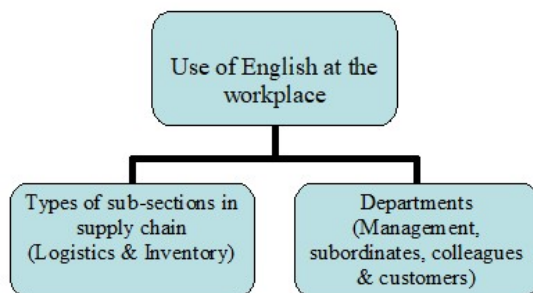 Use of English at the
workplace
Types of sub-sections in
supply chain
(Logistics & Inventory)
Departments
(Management,
subordinates, colleagues
& customers)